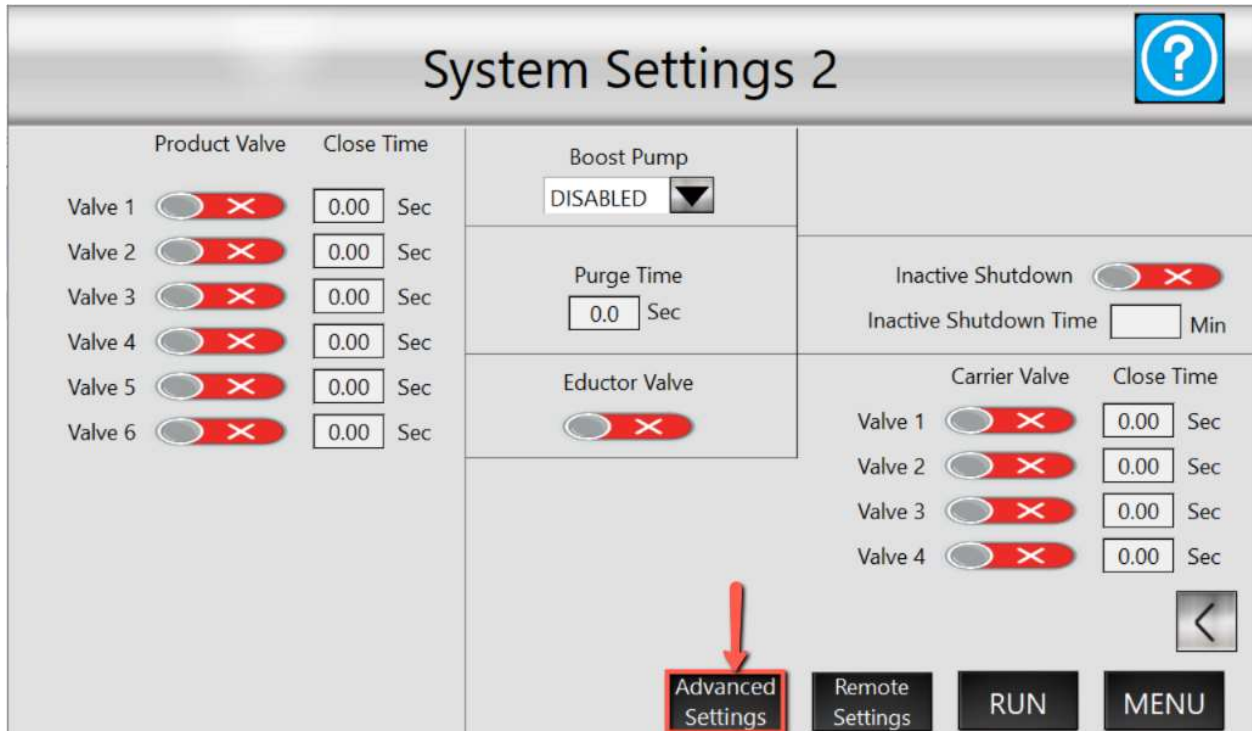 System Settings 2
?
Product Valve Close Time
Valve 1 0.00 Sec
Valve 2 0.00 Sec
Valve 3 0.00 Sec
Valve 4 0.00 Sec
Valve 5 0.00 Sec
Valve 6 0.00 Sec
Boost Pump
DISABLED
Purge Time
0.0 Sec
Eductor Valve
Inactive Shutdown
Inactive Shutdown Time Min
Carrier Valve Close Time
Valve 1 0.00 Sec
Valve 2 0.00 Sec
Valve 3 0.00 Sec
Valve 4 0.00 Sec
Advanced
Settings
Remote
Settings
RUN
MENU